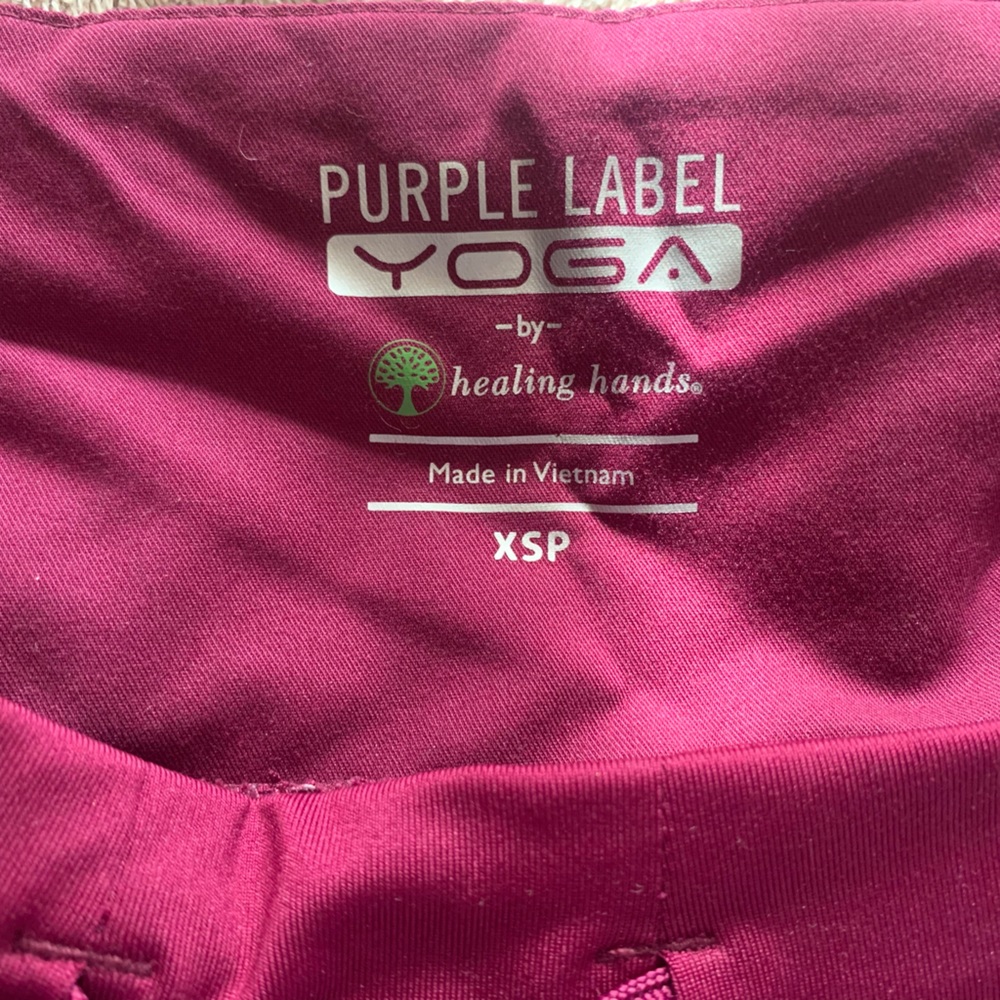 PURPLE LABEL
YOGA
-by-
healing hands®
Made in Vietnam
XSP